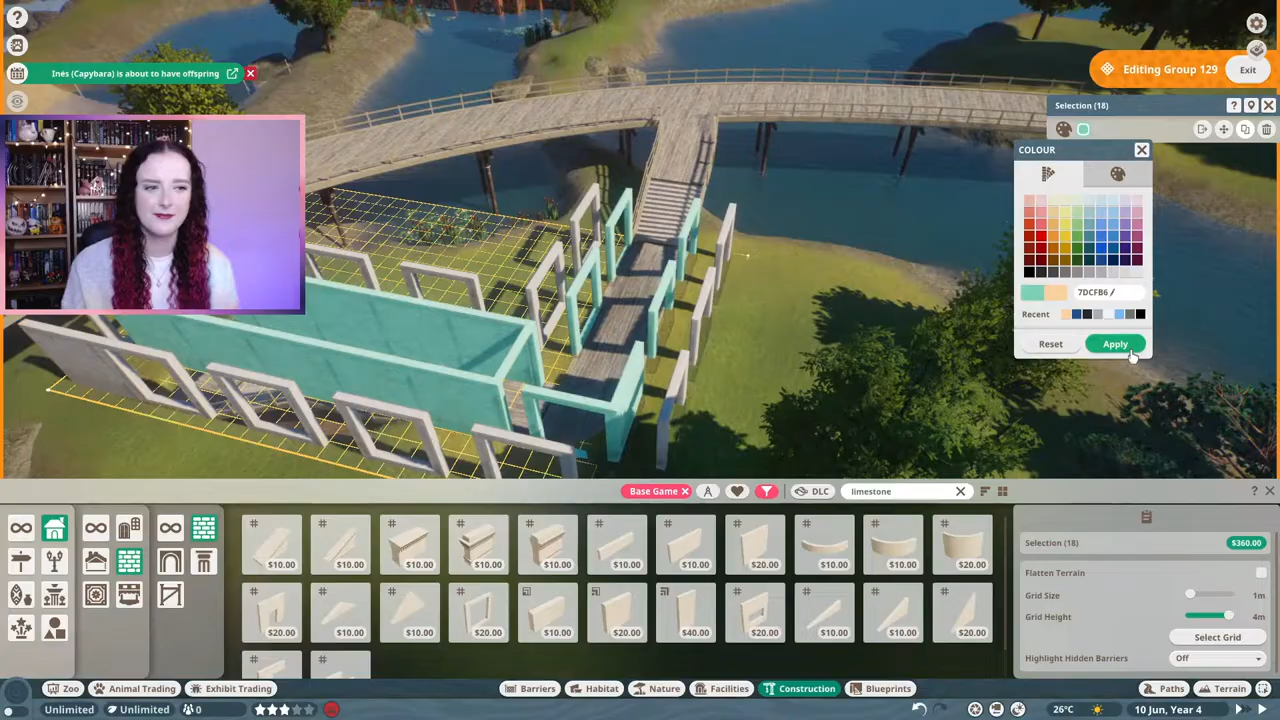 ?
Inés (Capybara) is about to have offspring
Editing Group 129
Exit
Selection (18)
?
COLOUR
7DCFB6
Recent
Reset
Apply
Base Game
DLC
limestone
?
$10.00 $10.00 $10.00 $10.00 $10.00 $10.00 $10.00 $20.00 $10.00 $10.00 $20.00
$20.00 $10.00 $10.00 $20.00 $10.00 $20.00 $40.00 $20.00 $10.00 $10.00 $20.00
Selection (18) $360.00
Flatten Terrain
Grid Size 1m
Grid Height 4m
Select Grid
Highlight Hidden Barriers Off
Zoo Animal Trading Exhibit Trading Barriers Habitat Nature Facilities Construction Blueprints Path Terrain
Unlimited Unlimited 0 26°C 10 Jun, Year 4